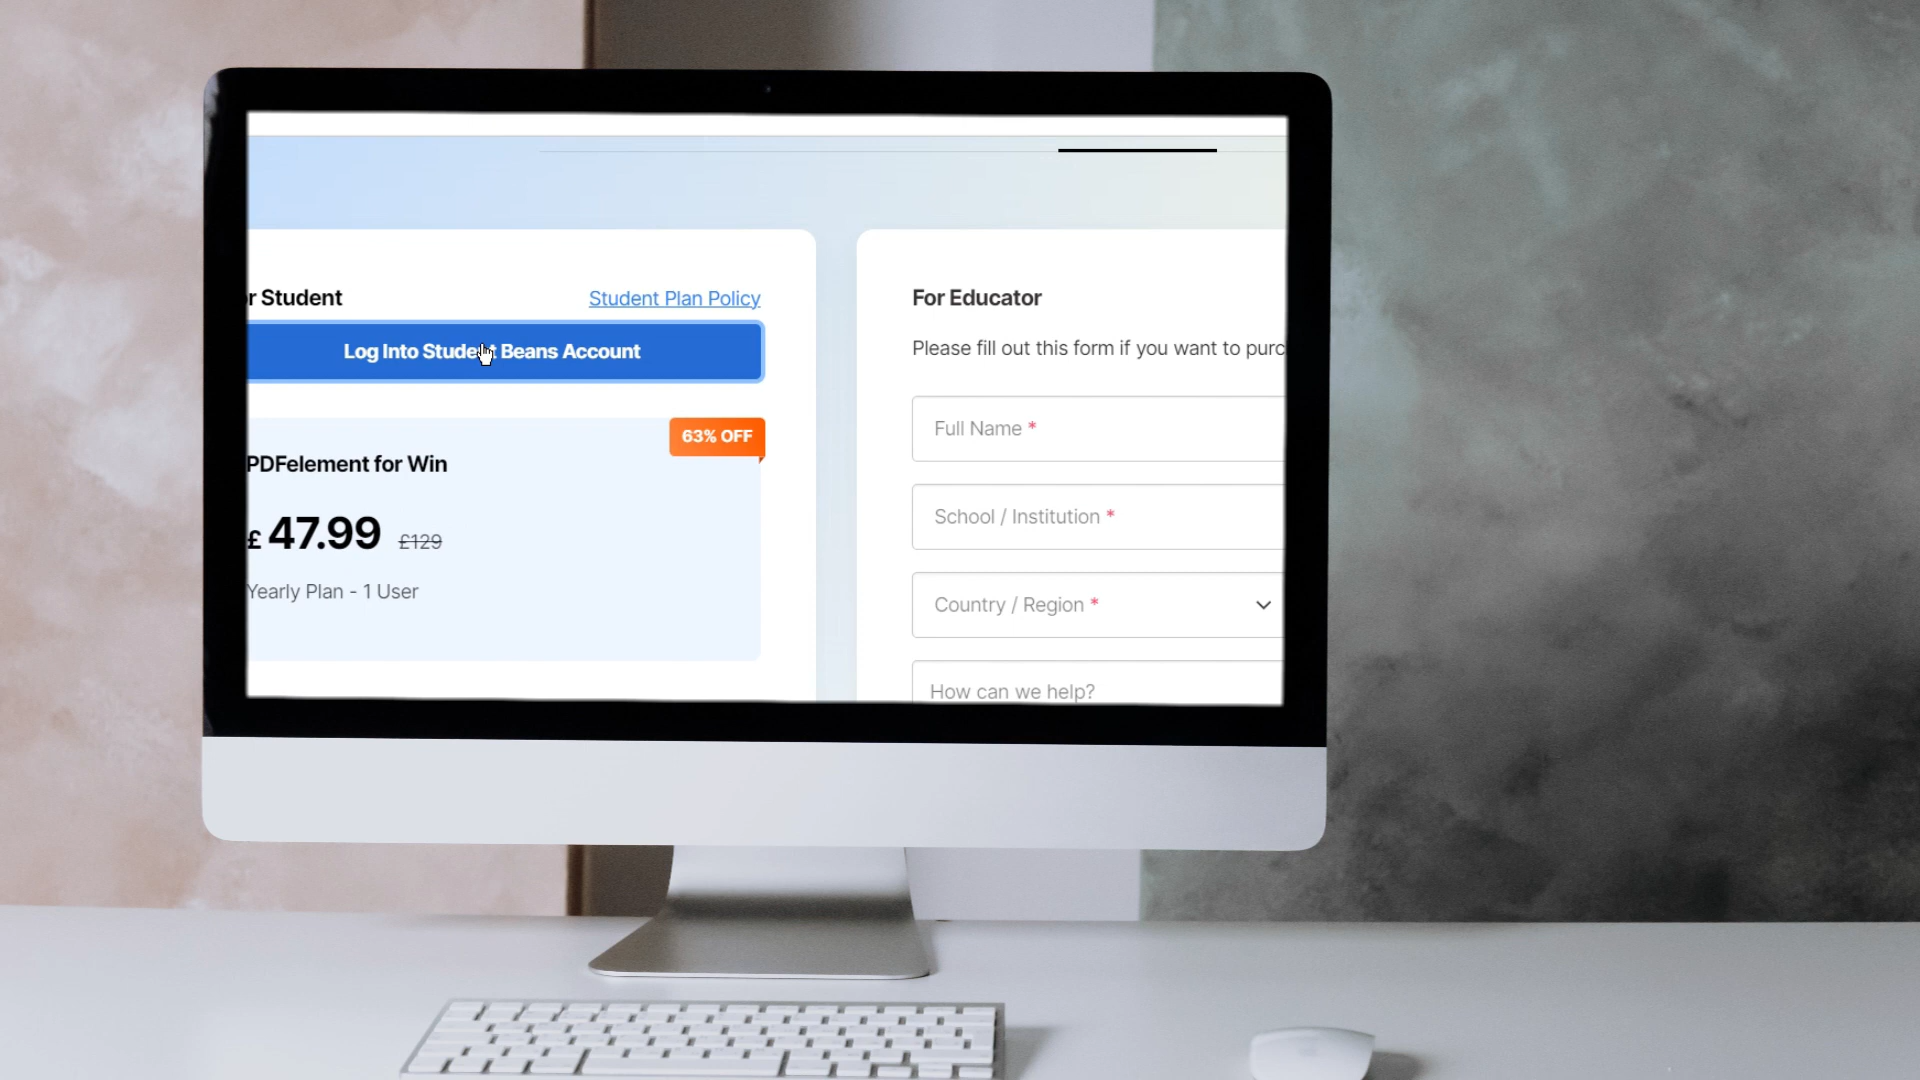 r Student
Student Plan Policy
Log Into Student Beans Account
63% OFF
PDFelement for Win
£ 47.99 £129
Yearly Plan - 1 User
For Educator
Please fill out this form if you want to purc
Full Name *
School / Institution *
Country / Region *
How can we help?